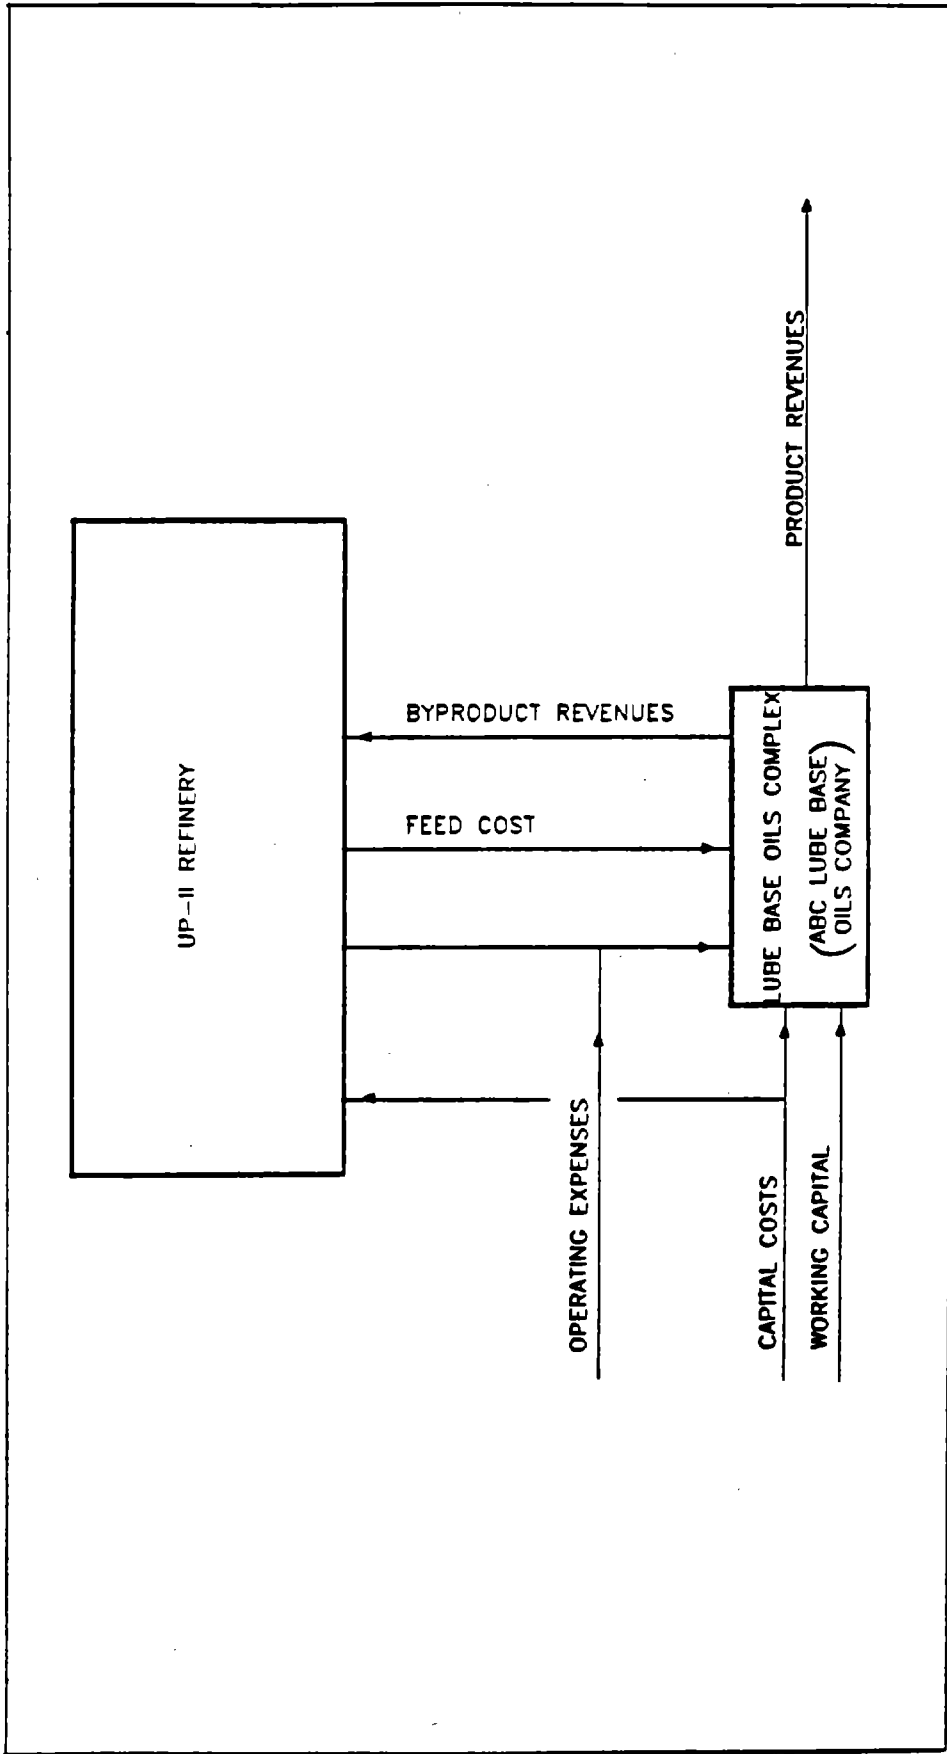 UP-II REFINERY
BYPRODUCT REVENUES
FEED COST
OPERATING EXPENSES
CAPITAL COSTS
WORKING CAPITAL
LUBE BASE OILS COMPLEX
(ABC LUBE BASE
OILS COMPANY)
PRODUCT REVENUES